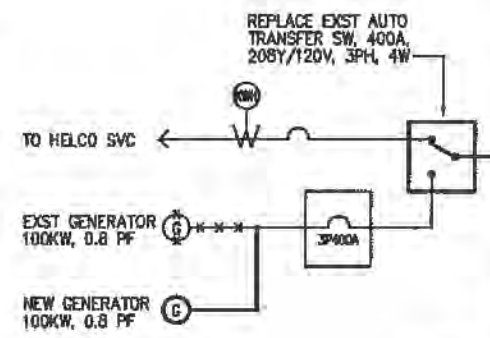 REPLACE EXST AUTO
TRANSFER SW, 400A,
208Y/120V, 3PH, 4W
TO HELCO SVC
EXST GENERATOR
100KW, 0.8 PF
G
3P400A
NEW GENERATOR
100KW, 0.8 PF
G